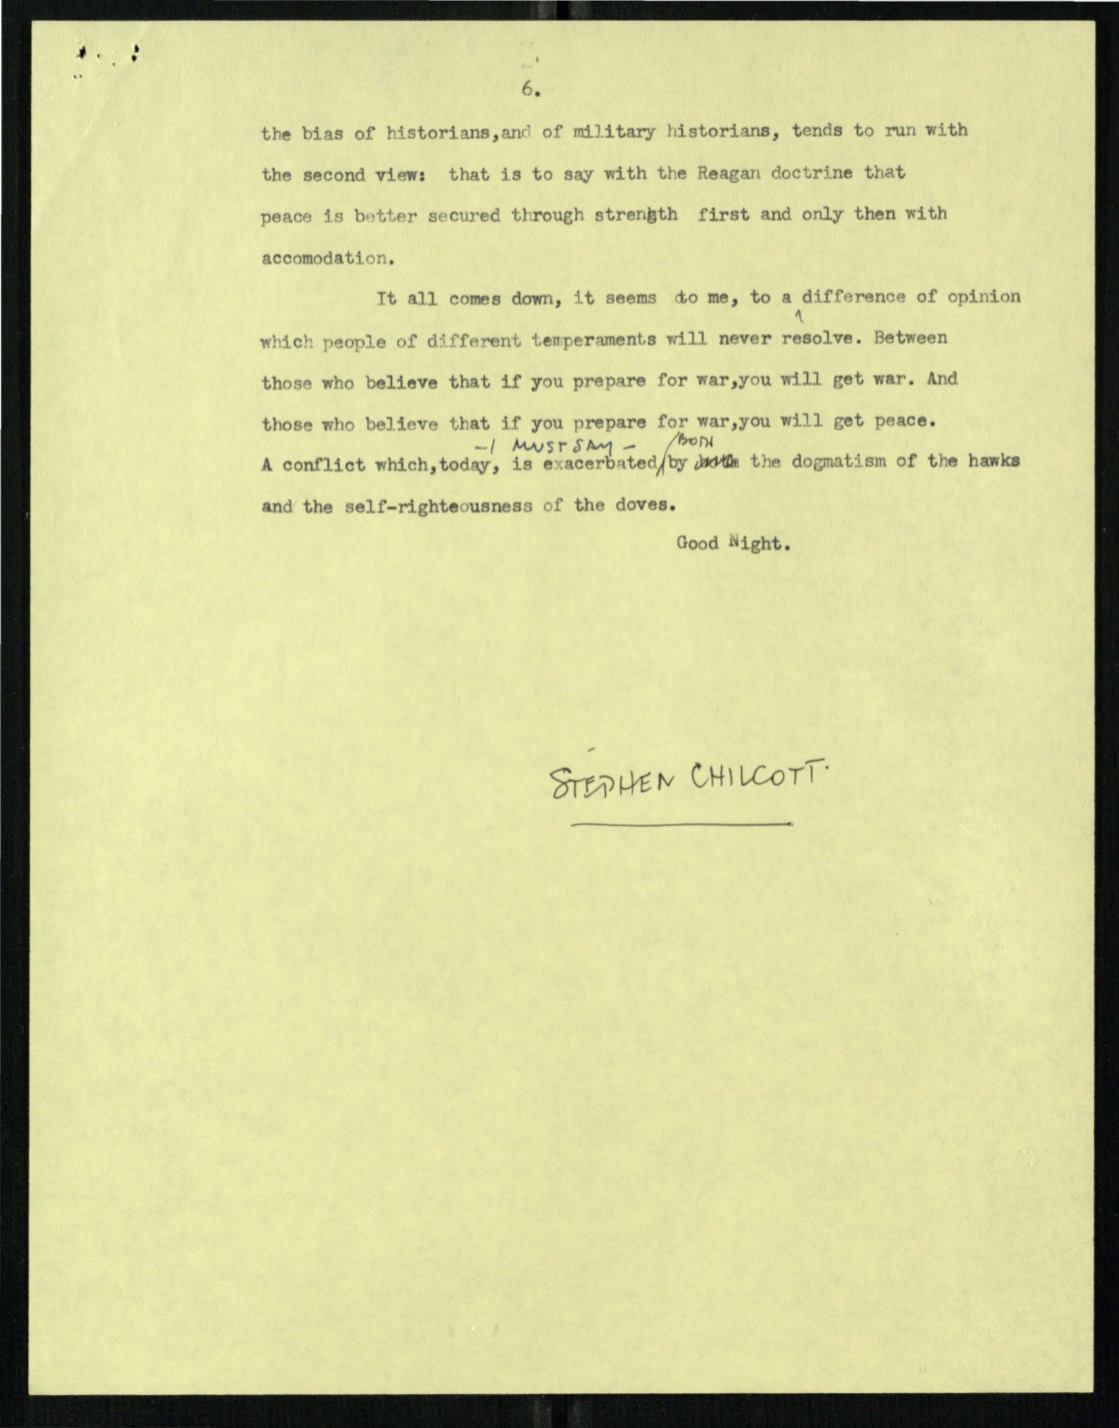 6.
the bias of historians,and of military historians, tends to run with
the second view:  that is to say with the Reagan doctrine that
peace is better secured through strenhth  first and only then with
accomodation.
It all comes down, it seems to me, to a difference of opinion
which people of different temperaments will never resolve. Between
those who believe that if you prepare for war,you will get war. And
those who believe that if you prepare for war,you will get peace.
-I MUST SAY - BOTH
A conflict which,today, is exacerbated/by both the dogmatism of the hawks
and the self-righteousness of the doves.
Good Night.
STEPHEN CHILCOTT.